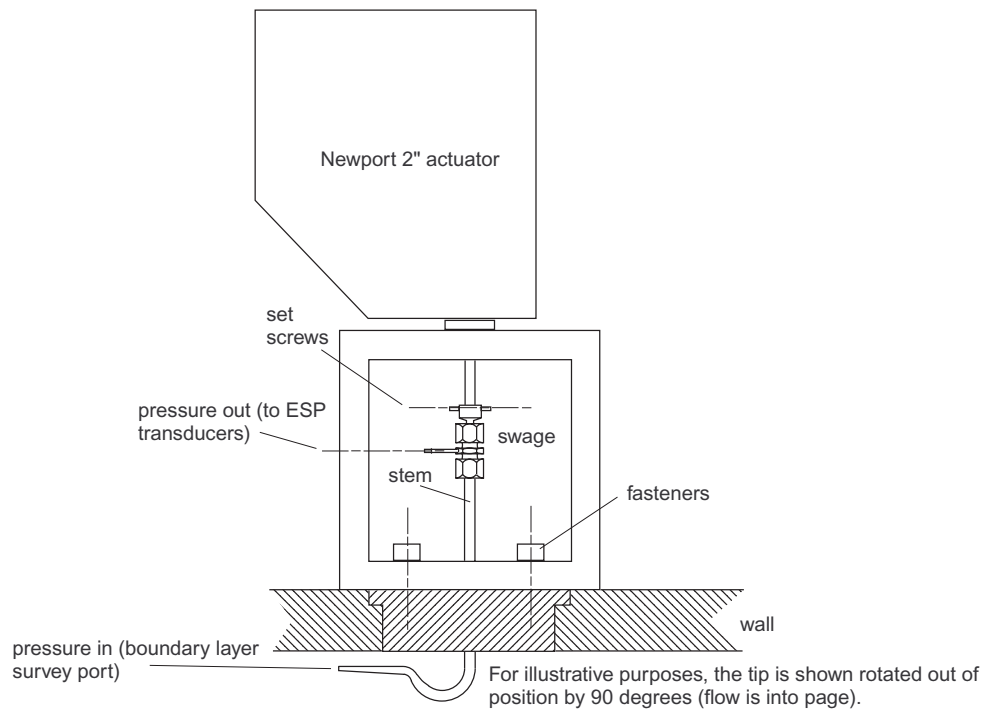 Newport 2" actuator
set
screws
pressure out (to ESP
transducers)
swage
stem
fasteners
wall
pressure in (boundary layer
survey port)
For illustrative purposes, the tip is shown rotated out of
position by 90 degrees (flow is into page).